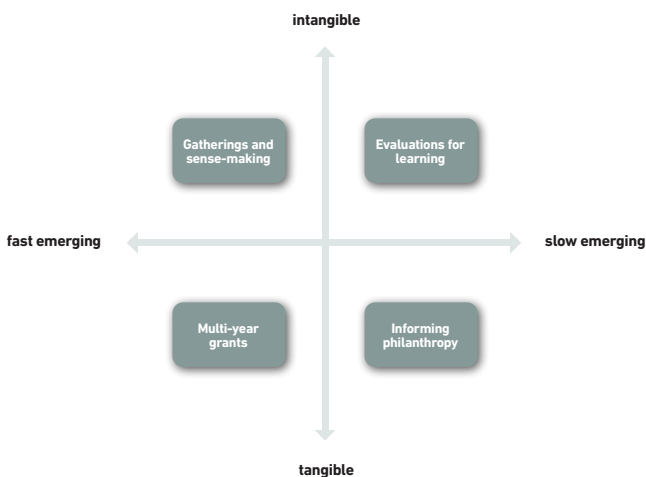 intangible
Gatherings and
sense-making
Evaluations for
learning
fast emerging
slow emerging
Multi-year
grants
Informing
philanthropy
tangible